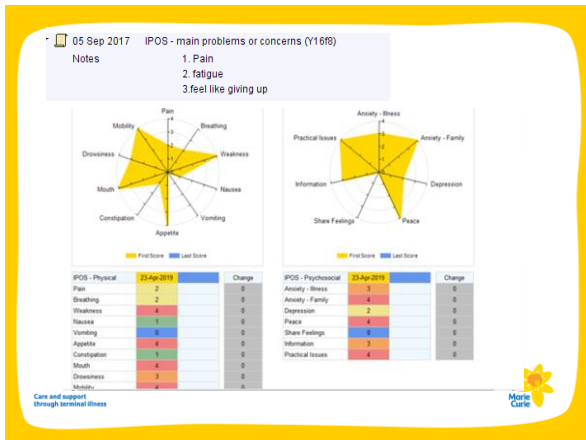 05 Sep 2017 IPOS - main problems or concerns (Y16f8)
Notes 1. Pain
2. fatigue
3.feel like giving up
Pain
Mobility
Breathing
Drowsiness
Weakness
Mouth
Nausea
Constipation
Vomiting
Appetite
First Score Last Score
Anxiety - Illness
Practical Issues
Anxiety - Family
Information
Depression
Share Feelings
Peace
First Score Last Score
IPOS - Physical 23-Apr-2019 Change
Pain 2 0
Breathing 2 0
Weakness 4 0
Nausea 1 0
Vomiting 0 0
Appetite 4 0
Constipation 1 0
Mouth 4 0
Drowsiness 3 0
Mobility 4 0
IPOS - Psychosocial 23-Apr-2019 Change
Anxiety - Illness 3 0
Anxiety - Family 4 0
Depression 2 0
Peace 4 0
Share Feelings 0 0
Information 3 0
Practical Issues 4 0
Care and support
through terminal illness
Marie
Curie